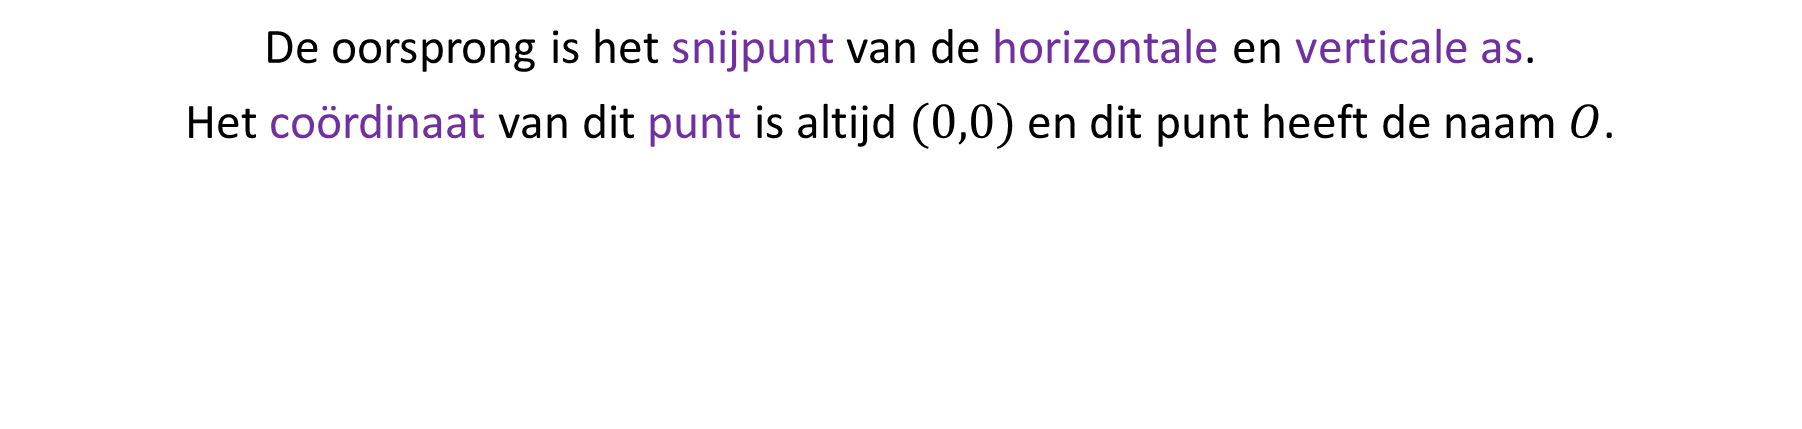 De oorsprong is het snijpunt van de horizontale en verticale as.
Het coördinaat van dit punt is altijd (0,0) en dit punt heeft de naam O.